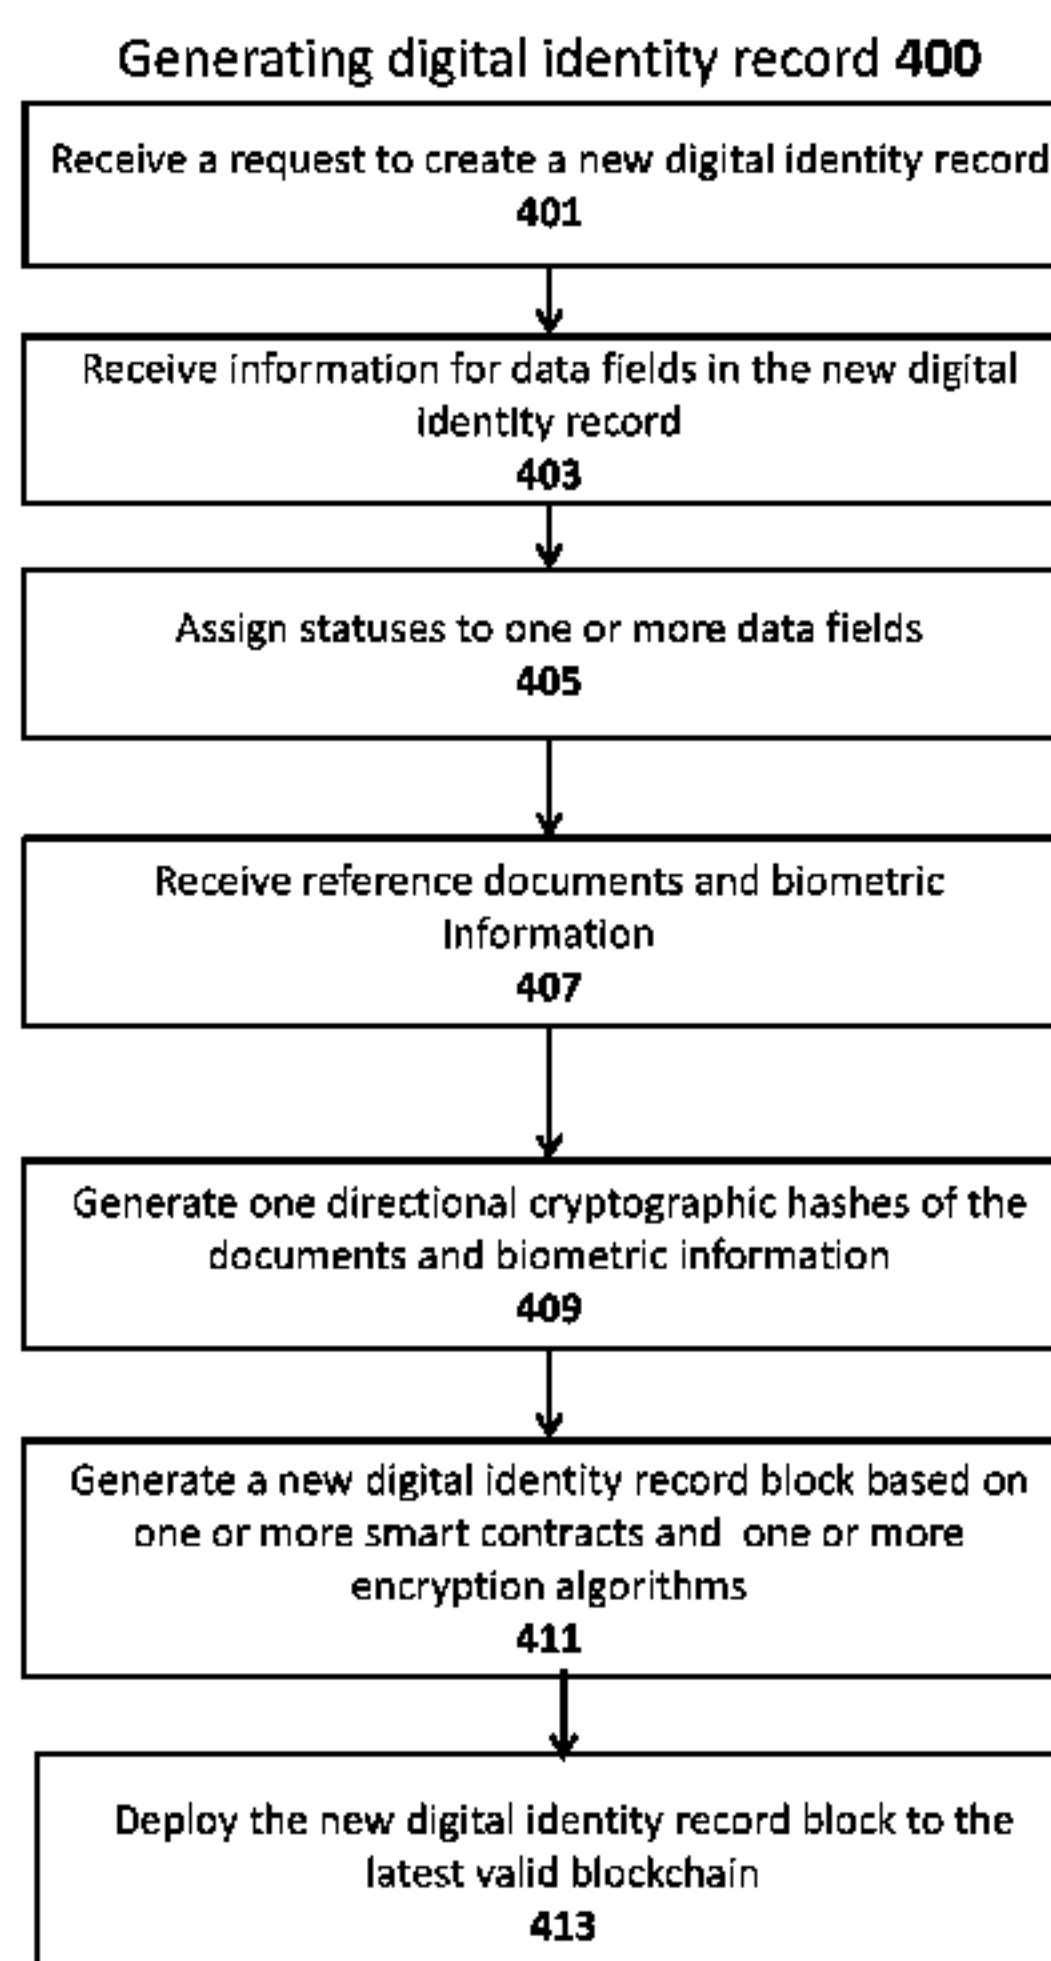 Generating digital identity record 400
Receive a request to create a new digital identity record
401
Receive information for data fields in the new digital
identity record
403
Assign statuses to one or more data fields
405
Receive reference documents and biometric
Information
407
Generate one directional cryptographic hashes of the
documents and biometric information
409
Generate a new digital identity record block based on
one or more smart contracts and one or more
encryption algorithms
411
Deploy the new digital identity record block to the
latest valid blockchain
413